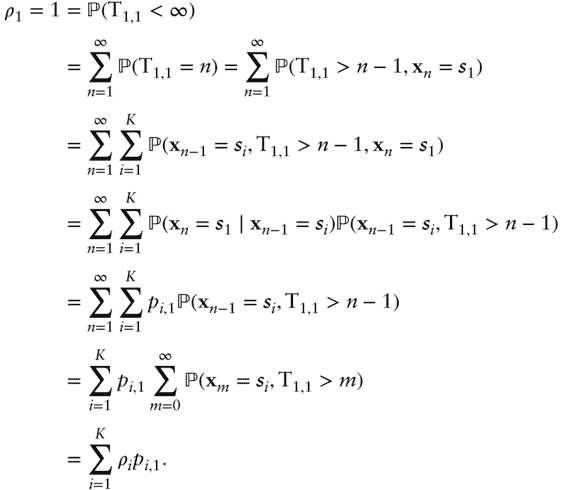 ρ₁ = 1 = ℙ(T₁,₁ < ∞)
= ∑_{n=1}^{∞} ℙ(T₁,₁ = n) = ∑_{n=1}^{∞} ℙ(T₁,₁ > n − 1, 𝐱ₙ = s₁)
= ∑_{n=1}^{∞} ∑_{i=1}^{K} ℙ(𝐱ₙ₋₁ = sᵢ, T₁,₁ > n − 1, 𝐱ₙ = s₁)
= ∑_{n=1}^{∞} ∑_{i=1}^{K} ℙ(𝐱ₙ = s₁ | 𝐱ₙ₋₁ = sᵢ)ℙ(𝐱ₙ₋₁ = sᵢ, T₁,₁ > n − 1)
= ∑_{n=1}^{∞} ∑_{i=1}^{K} pᵢ,₁ℙ(𝐱ₙ₋₁ = sᵢ, T₁,₁ > n − 1)
= ∑_{i=1}^{K} pᵢ,₁ ∑_{m=0}^{∞} ℙ(𝐱ₘ = sᵢ, T₁,₁ > m)
= ∑_{i=1}^{K} ρᵢpᵢ,₁.